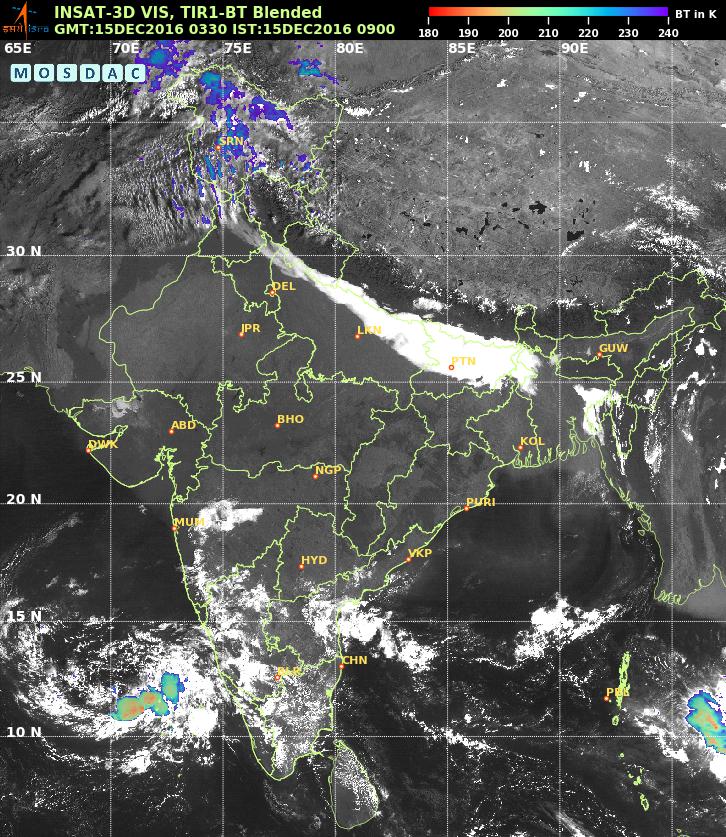 INSAT-3D VIS, TIR1-BT Blended
GMT:15DEC2016 0330 IST:15DEC2016 0900
BT in K
180 190 200 210 220 230 240
65E 70E 75E 80E 85E 90E
MOSDAC
SRN
30 N
DEL
JPR LKN
GUW
PTN
25 N
ABD BHO
DWK KOL
NGP
20 N PURI
MUM
HYD VKP
15 N
CHN
10 N